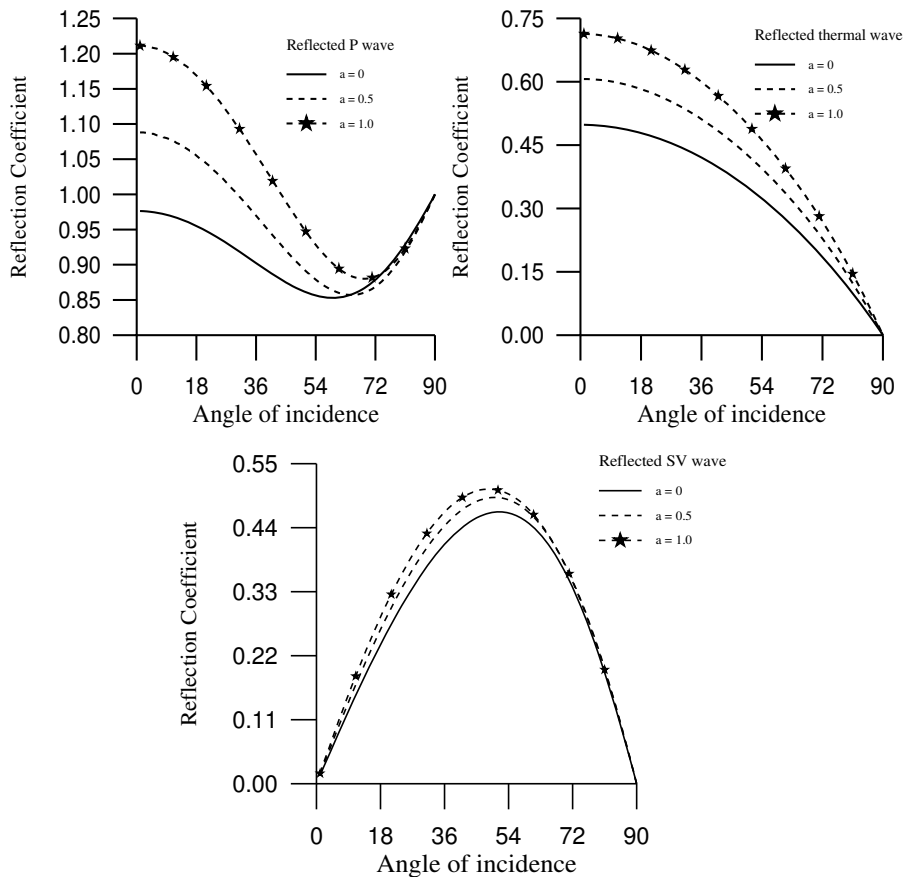 Reflection Coefficient
1.25
1.20
1.15
1.10
1.05
1.00
0.95
0.90
0.85
0.80
0 18 36 54 72 90
Angle of incidence
Reflected P wave
a = 0
a = 0.5
a = 1.0
Reflection Coefficient
0.75
0.60
0.45
0.30
0.15
0.00
0 18 36 54 72 90
Angle of incidence
Reflected thermal wave
a = 0
a = 0.5
a = 1.0
Reflection Coefficient
0.55
0.44
0.33
0.22
0.11
0.00
0 18 36 54 72 90
Angle of incidence
Reflected SV wave
a = 0
a = 0.5
a = 1.0